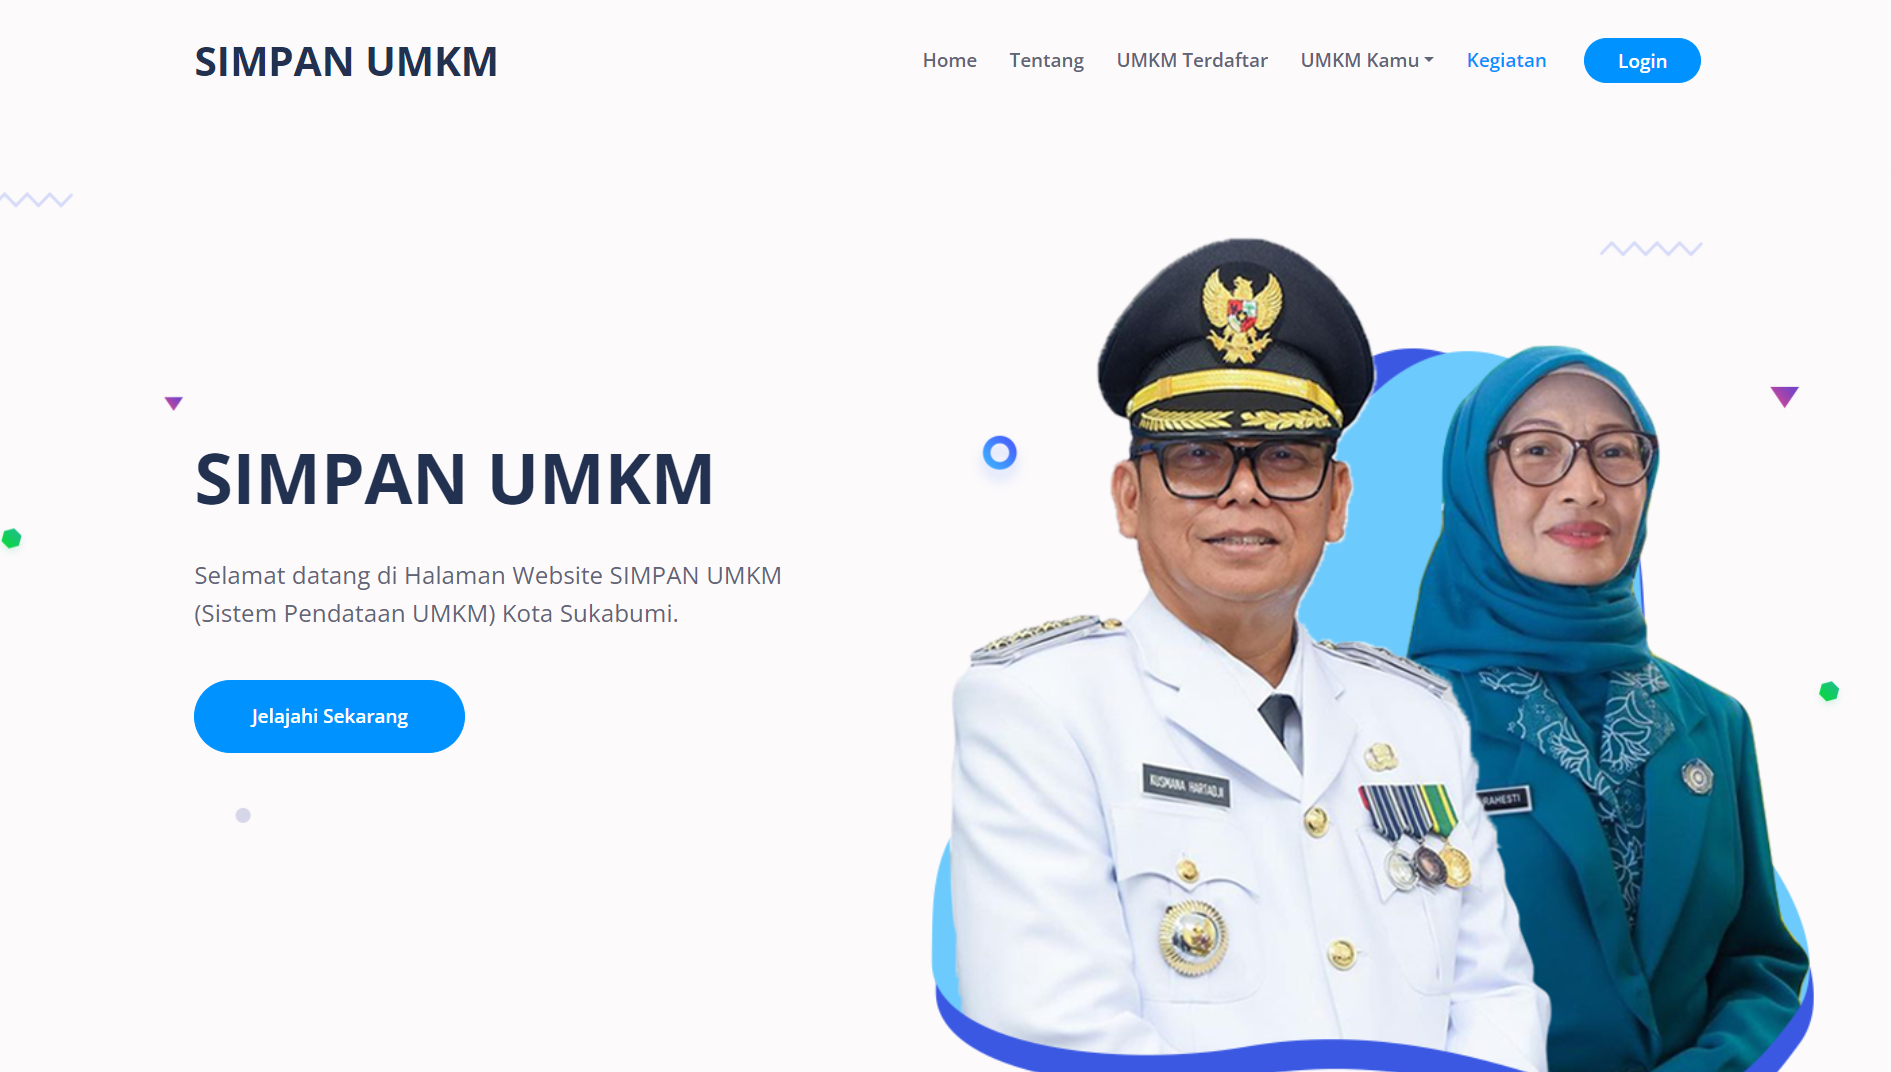 SIMPAN UMKM
Home Tentang UMKM Terdaftar UMKM Kamu Kegiatan Login
SIMPAN UMKM
Selamat datang di Halaman Website SIMPAN UMKM
(Sistem Pendataan UMKM) Kota Sukabumi.
Jelajahi Sekarang
KUSMANA HARTADJI
RAHESTI